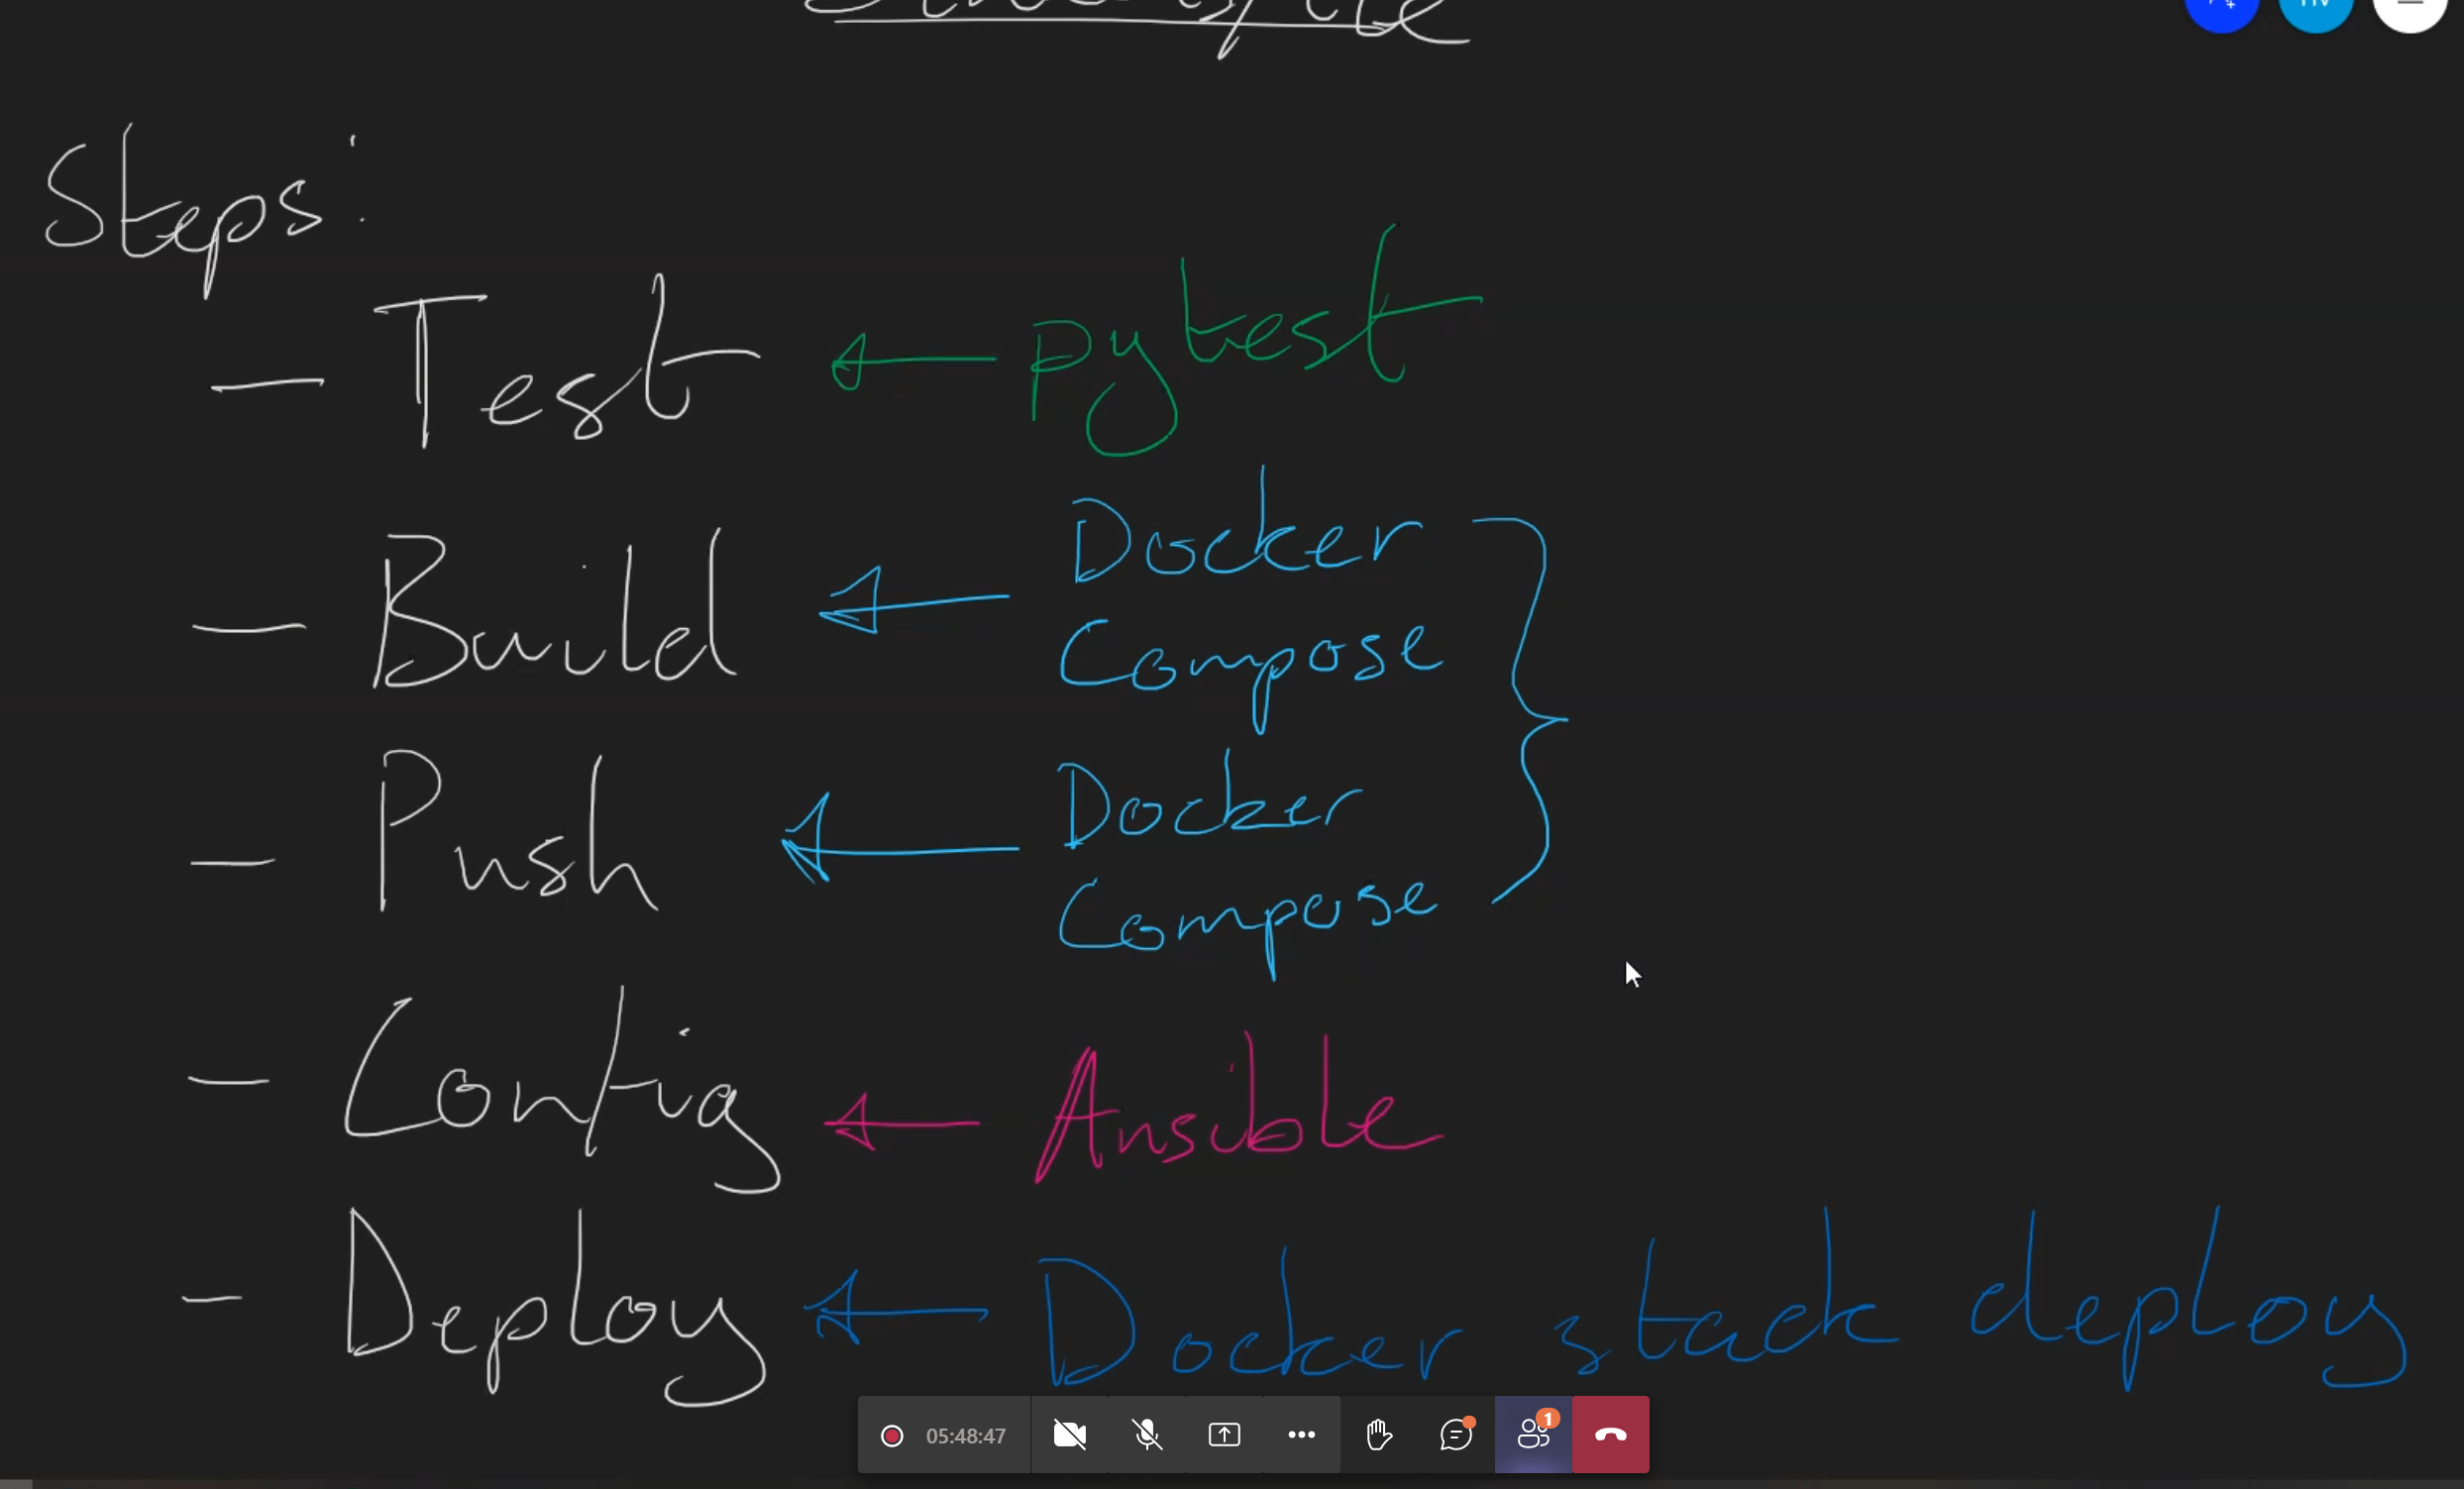 Steps:
- Test ← Pytest
- Build ← Docker
Compose
- Push ← Docker
Compose
- Config ← Ansible
- Deploy ← Docker stack deploy
05:48:47
1